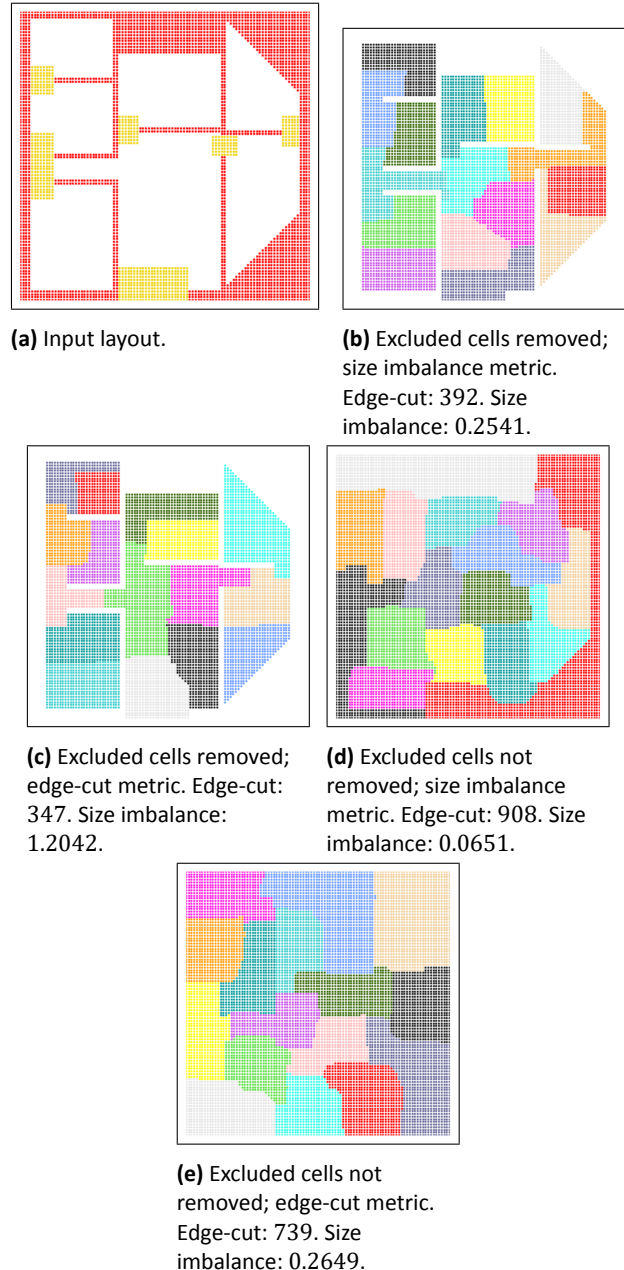 (a) Input layout.
(b) Excluded cells removed;
size imbalance metric.
Edge-cut: 392. Size
imbalance: 0.2541.
(c) Excluded cells removed;
edge-cut metric. Edge-cut:
347. Size imbalance:
1.2042.
(d) Excluded cells not
removed; size imbalance
metric. Edge-cut: 908. Size
imbalance: 0.0651.
(e) Excluded cells not
removed; edge-cut metric.
Edge-cut: 739. Size
imbalance: 0.2649.